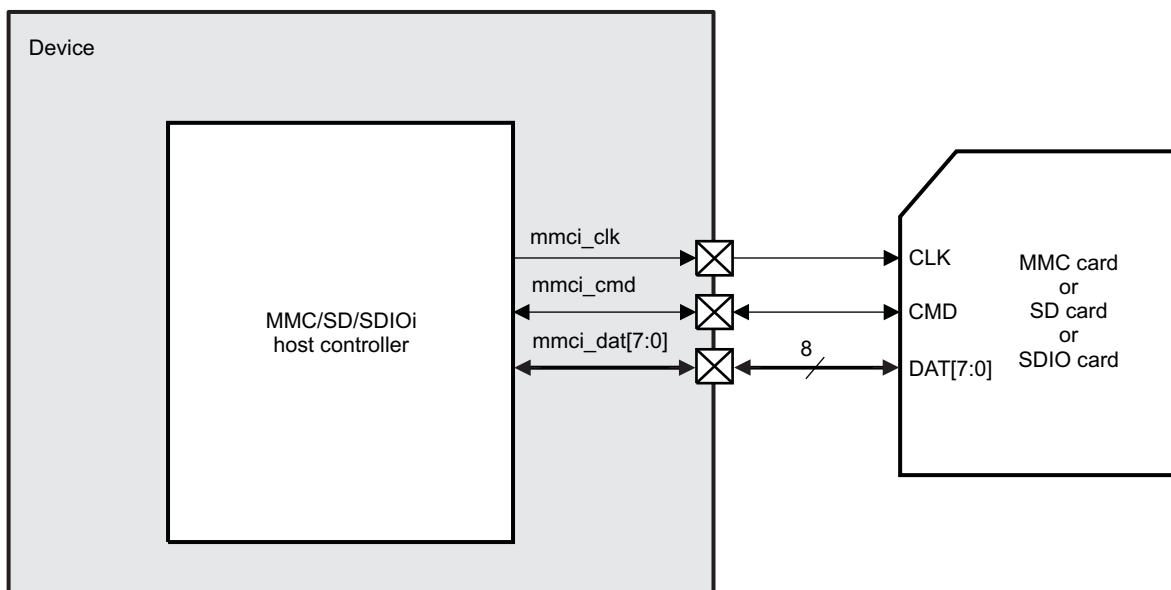 Device
MMC/SD/SDIOi
host controller
mmci_clk
mmci_cmd
mmci_dat[7:0]
8
CLK
CMD
DAT[7:0]
MMC card
or
SD card
or
SDIO card